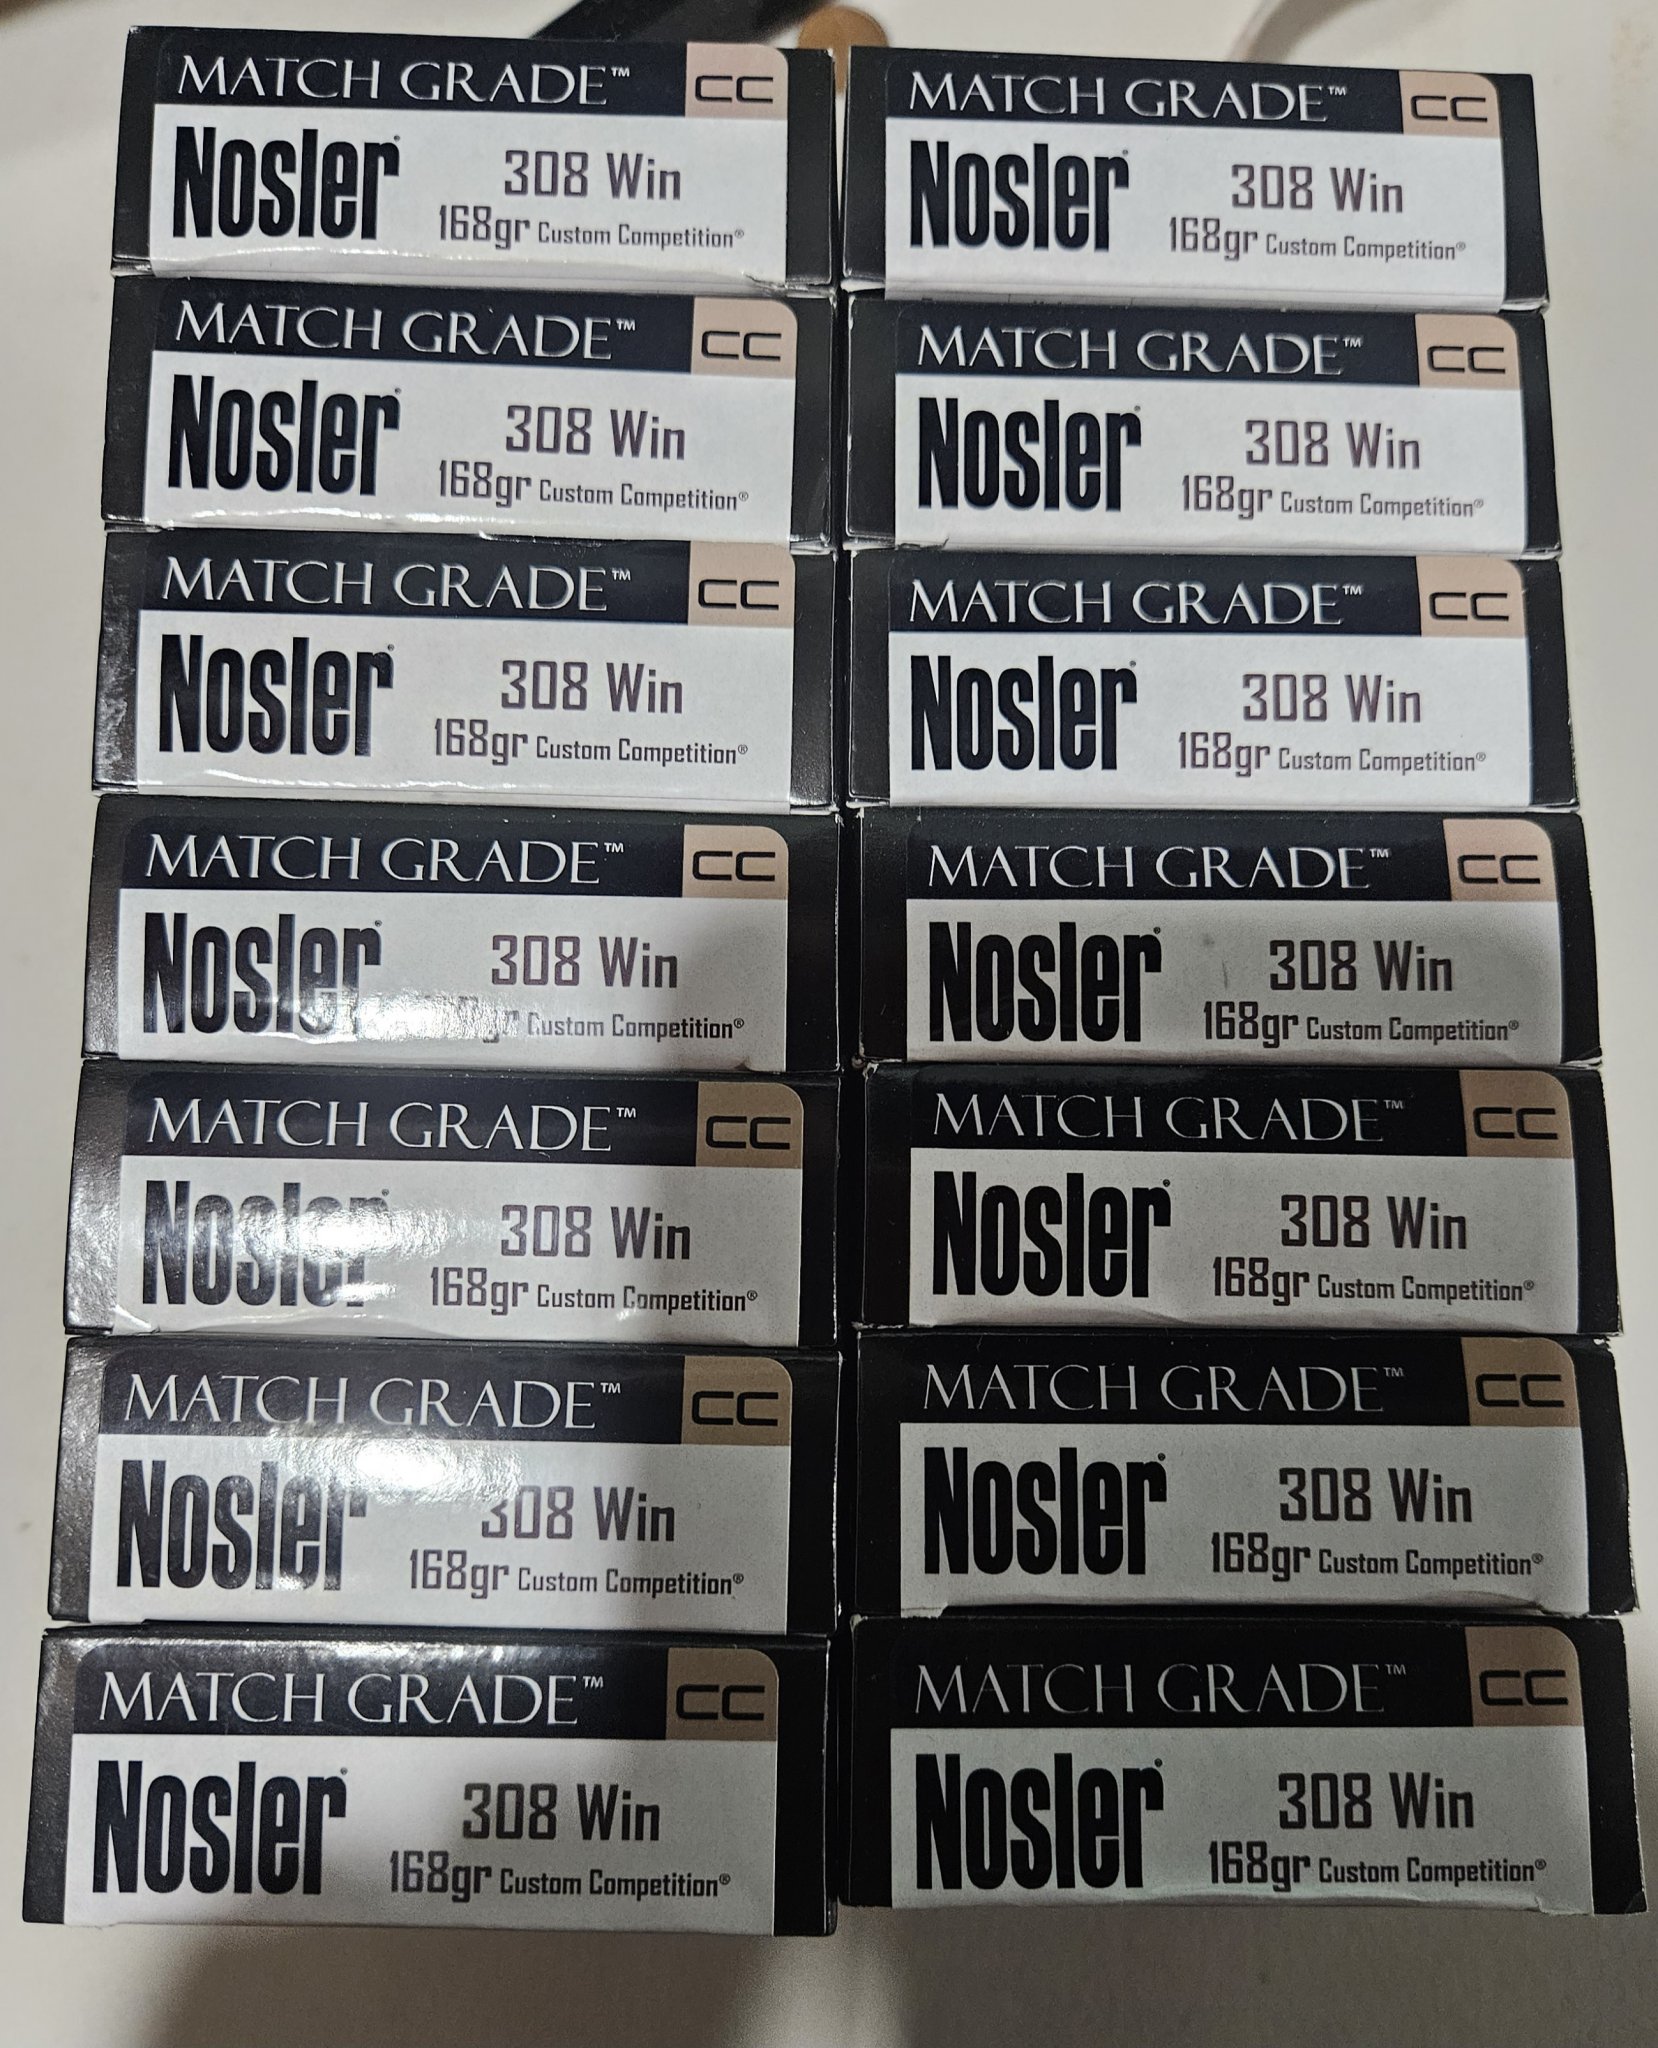 MATCH GRADE™ CC
Nosler® 308 Win
168gr Custom Competition®
MATCH GRADE™ CC
Nosler® 308 Win
168gr Custom Competition®
MATCH GRADE™ CC
Nosler® 308 Win
168gr Custom Competition®
MATCH GRADE™ CC
Nosler® 308 Win
Custom Competition®
MATCH GRADE™ CC
Nosler® 308 Win
168gr Custom Competition®
MATCH GRADE™ CC
Nosler 308 Win
168gr Custom Competition®
MATCH GRADE™ CC
Nosler® 308 Win
168gr Custom Competition®
MATCH GRADE™ CC
Nosler® 308 Win
168gr Custom Competition®
MATCH GRADE™ CC
Nosler® 308 Win
168gr Custom Competition®
MATCH GRADE™ CC
Nosler® 308 Win
168gr Custom Competition®
MATCH GRADE™ CC
Nosler® 308 Win
168gr Custom Competition®
MATCH GRADE™ CC
Nosler® 308 Win
168gr Custom Competition®
MATCH GRADE™ CC
Nosler® 308 Win
168gr Custom Competition®
MATCH GRADE™ CC
Nosler® 308 Win
168gr Custom Competition®